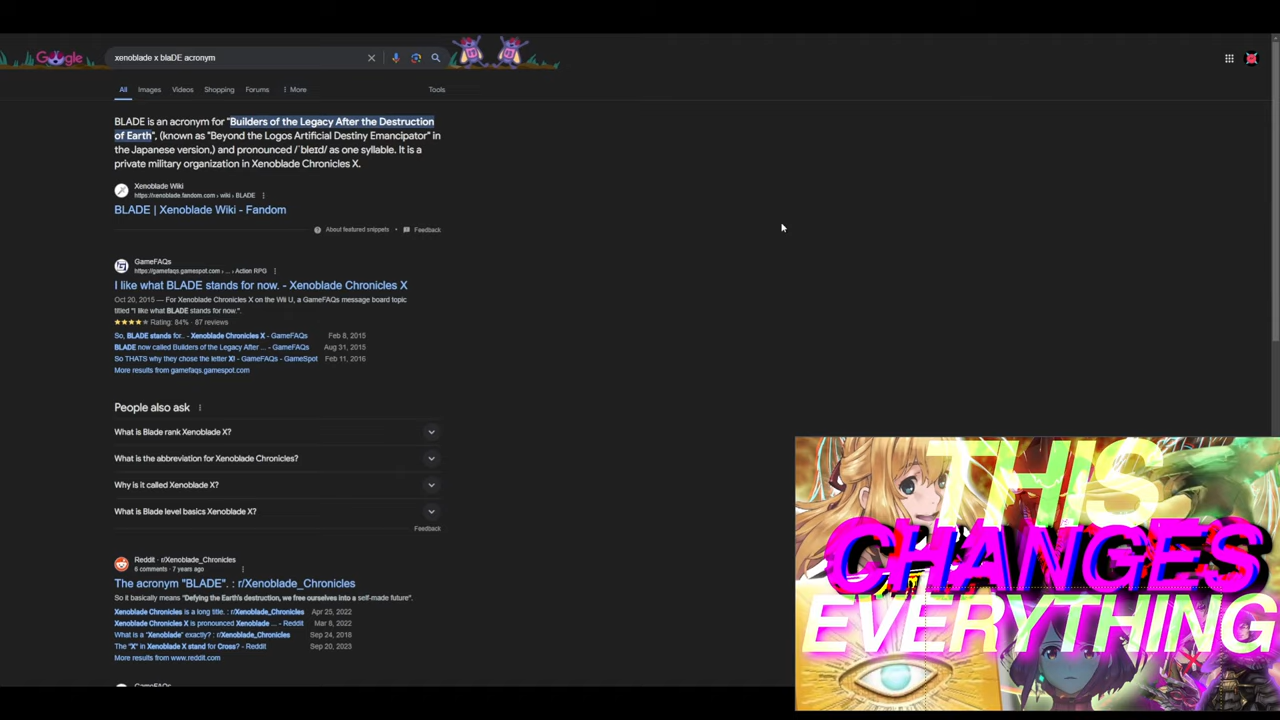 Google
xenoblade x blaDE acronym
All Images Videos Shopping Forums More Tools
BLADE is an acronym for "Builders of the Legacy After the Destruction
of Earth", (known as "Beyond the Logos Artificial Destiny Emancipator" in
the Japanese version,) and pronounced /ˈbleɪd/ as one syllable. It is a
private military organization in Xenoblade Chronicles X.
Xenoblade Wiki
https://xenoblade.fandom.com › wiki › BLADE
BLADE | Xenoblade Wiki - Fandom
About featured snippets • Feedback
GameFAQs
https://gamefaqs.gamespot.com › ... › Action RPG
I like what BLADE stands for now. - Xenoblade Chronicles X
Oct 20, 2015 — For Xenoblade Chronicles X on the Wii U, a GameFAQs message board topic
titled "I like what BLADE stands for now.".
Rating: 84% · 87 reviews
So, BLADE stands for.. - Xenoblade Chronicles X - GameFAQs Feb 8, 2015
BLADE now called Builders of the Legacy After ... - GameFAQs Aug 31, 2015
So THATS why they chose the letter X! - GameFAQs - GameSpot Feb 11, 2016
More results from gamefaqs.gamespot.com
People also ask
What is Blade rank Xenoblade X?
What is the abbreviation for Xenoblade Chronicles?
Why is it called Xenoblade X?
What is Blade level basics Xenoblade X?
Feedback
Reddit · r/Xenoblade_Chronicles
6 comments · 7 years ago
The acronym "BLADE". : r/Xenoblade_Chronicles
So it basically means "Defying the Earth's destruction, we free ourselves into a self-made future".
Xenoblade Chronicles is a long title. : r/Xenoblade_Chronicles Apr 25, 2022
Xenoblade Chronicles X is pronounced Xenoblade ... - Reddit Mar 8, 2022
What is a "Xenoblade" exactly? : r/Xenoblade_Chronicles Sep 24, 2018
The "X" in Xenoblade X stand for Cross? - Reddit Sep 20, 2023
More results from www.reddit.com
GameFAQs
THIS
CHANGES
EVERYTHING